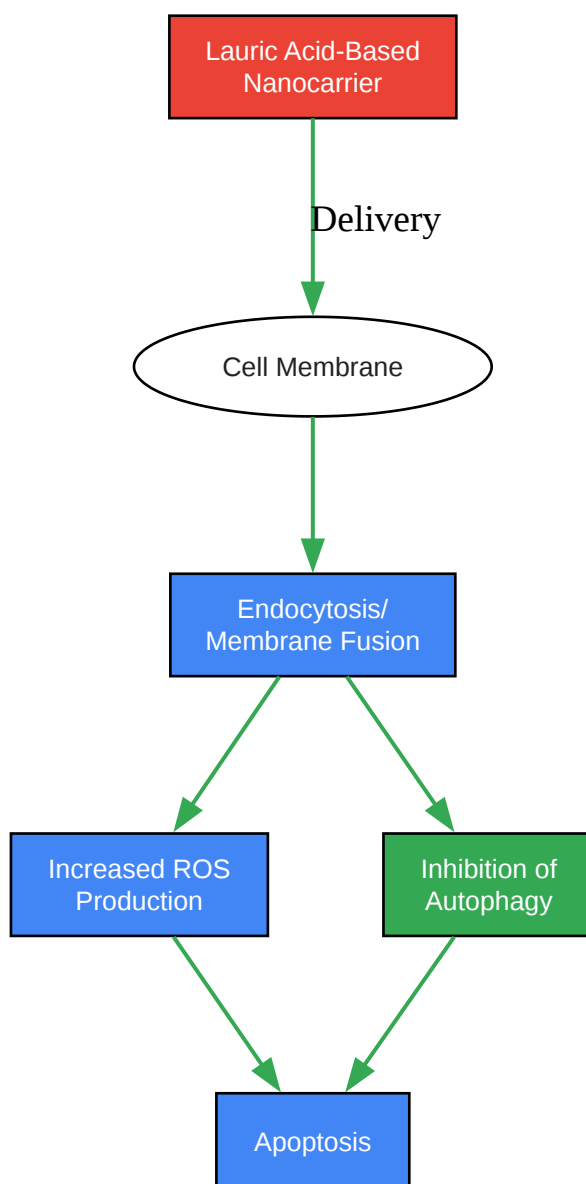 Lauric Acid-Based
Nanocarrier
Delivery
Cell Membrane
Endocytosis/
Membrane Fusion
Increased ROS
Production
Inhibition of
Autophagy
Apoptosis